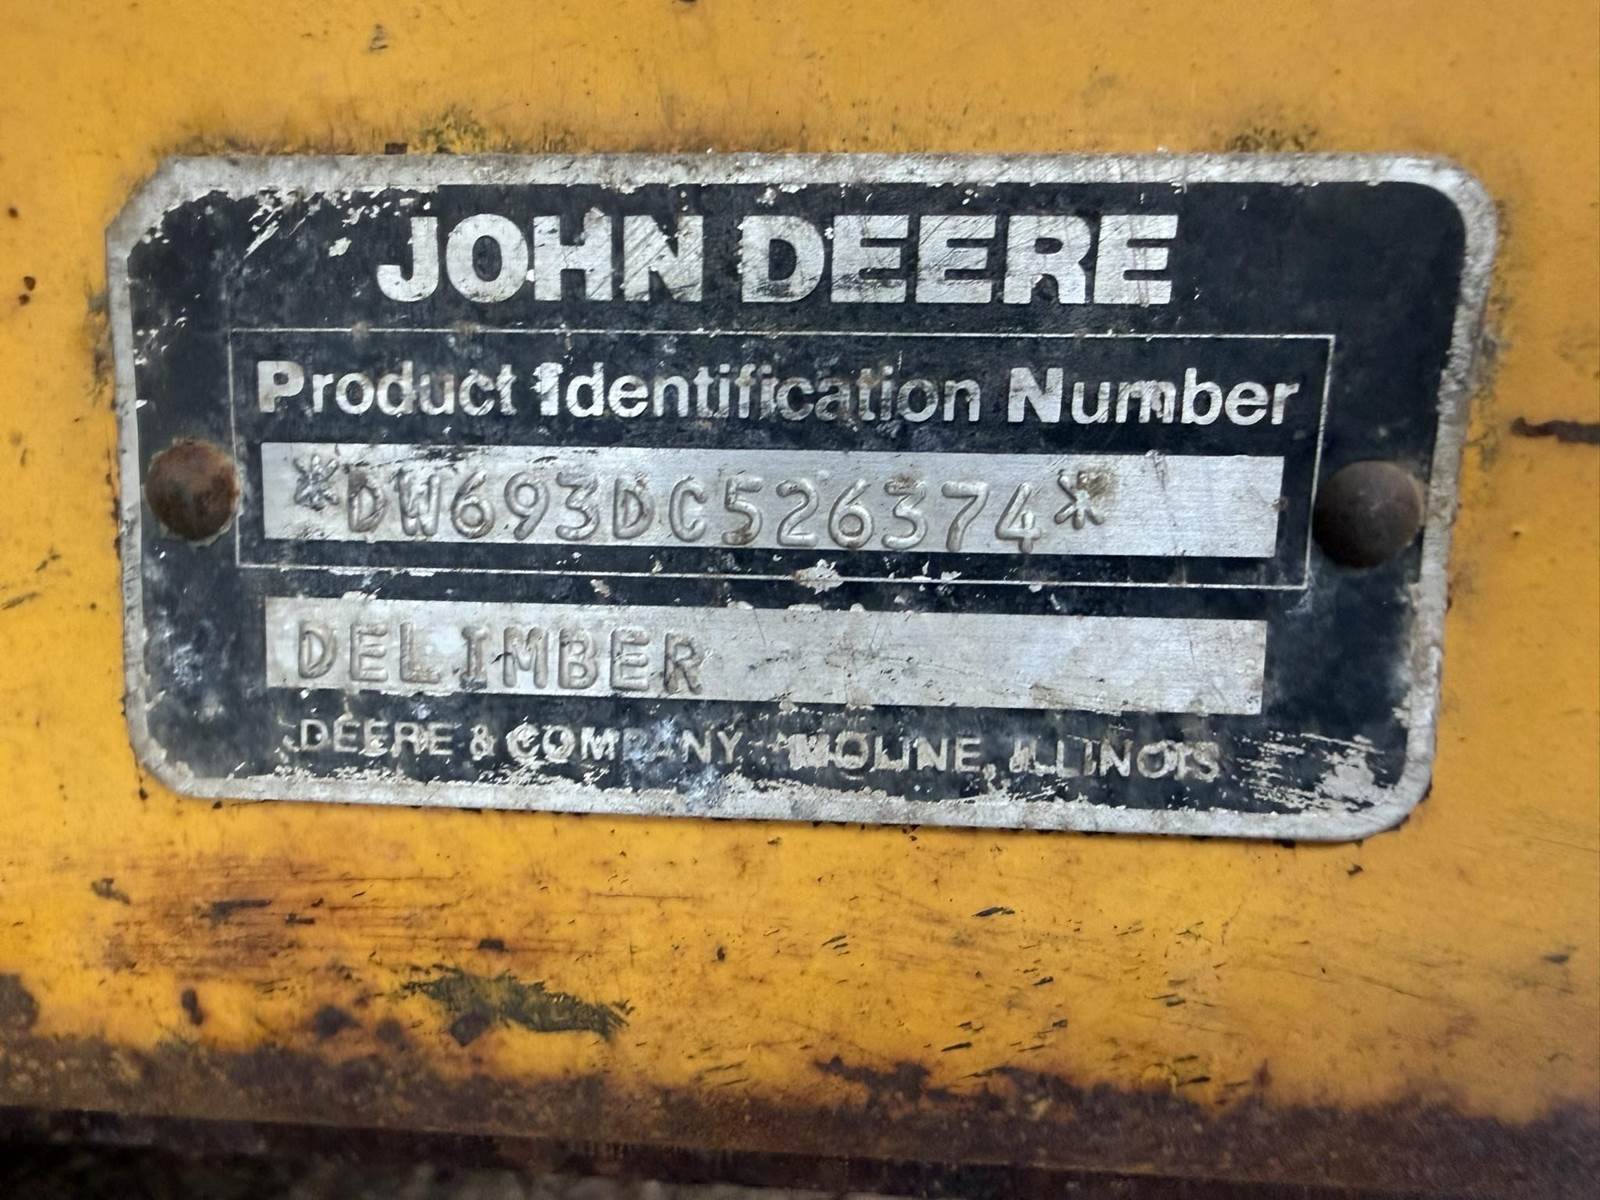 JOHN DEERE
Product Identification Number
*DW693DC526374*
DELIMBER
DEERE & COMPANY MOLINE, ILLINOIS